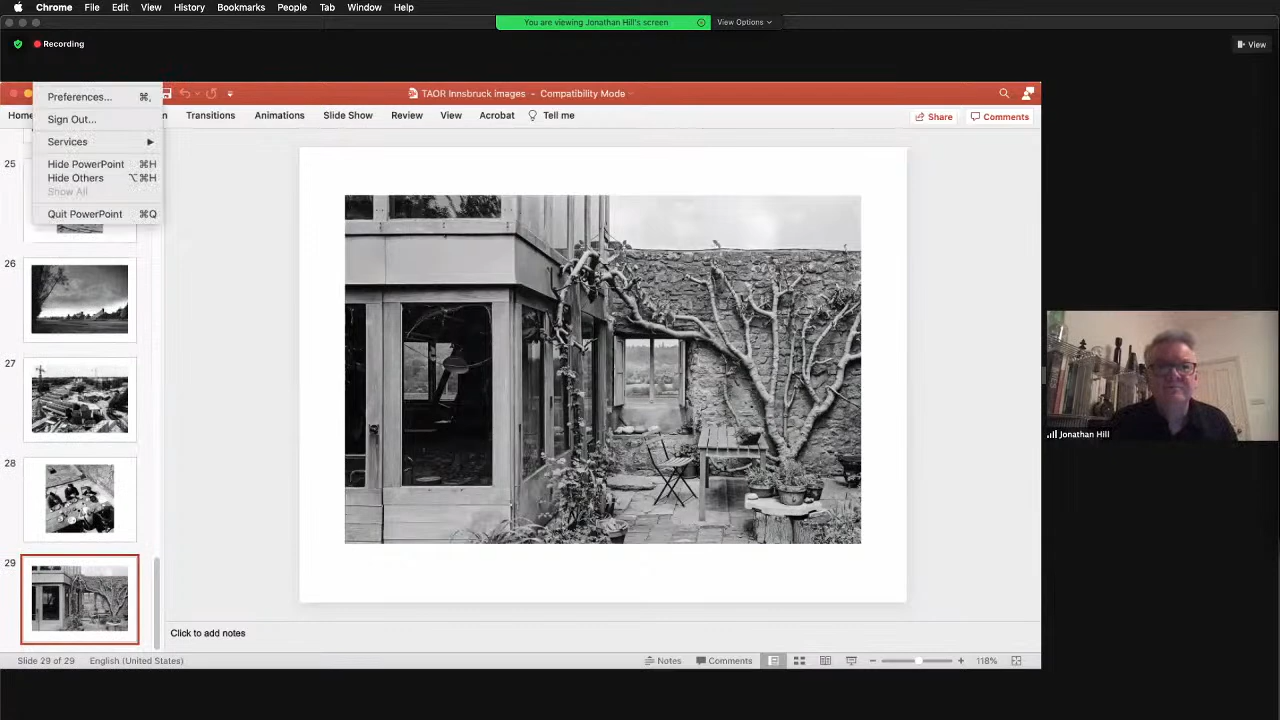 Chrome File Edit View History Bookmarks People Tab Window Help
You are viewing Jonathan Hill's screen View Options
Recording
View
Preferences... ⌘,
TAOR Innsbruck images - Compatibility Mode
Home Transitions Animations Slide Show Review View Acrobat Tell me
Share Comments
Sign Out...
Services
Hide PowerPoint ⌘H
Hide Others ⌥⌘H
Show All
Quit PowerPoint ⌘Q
25
26
27
28
29
Jonathan Hill
Click to add notes
Slide 29 of 29 English (United States) Notes Comments 118%